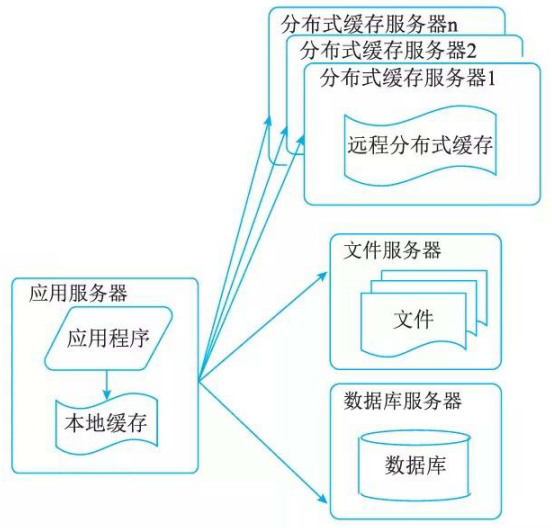 分布式缓存服务器n
分布式缓存服务器2
分布式缓存服务器1
远程分布式缓存
文件服务器
文件
应用服务器
应用程序
本地缓存
数据库服务器
数据库